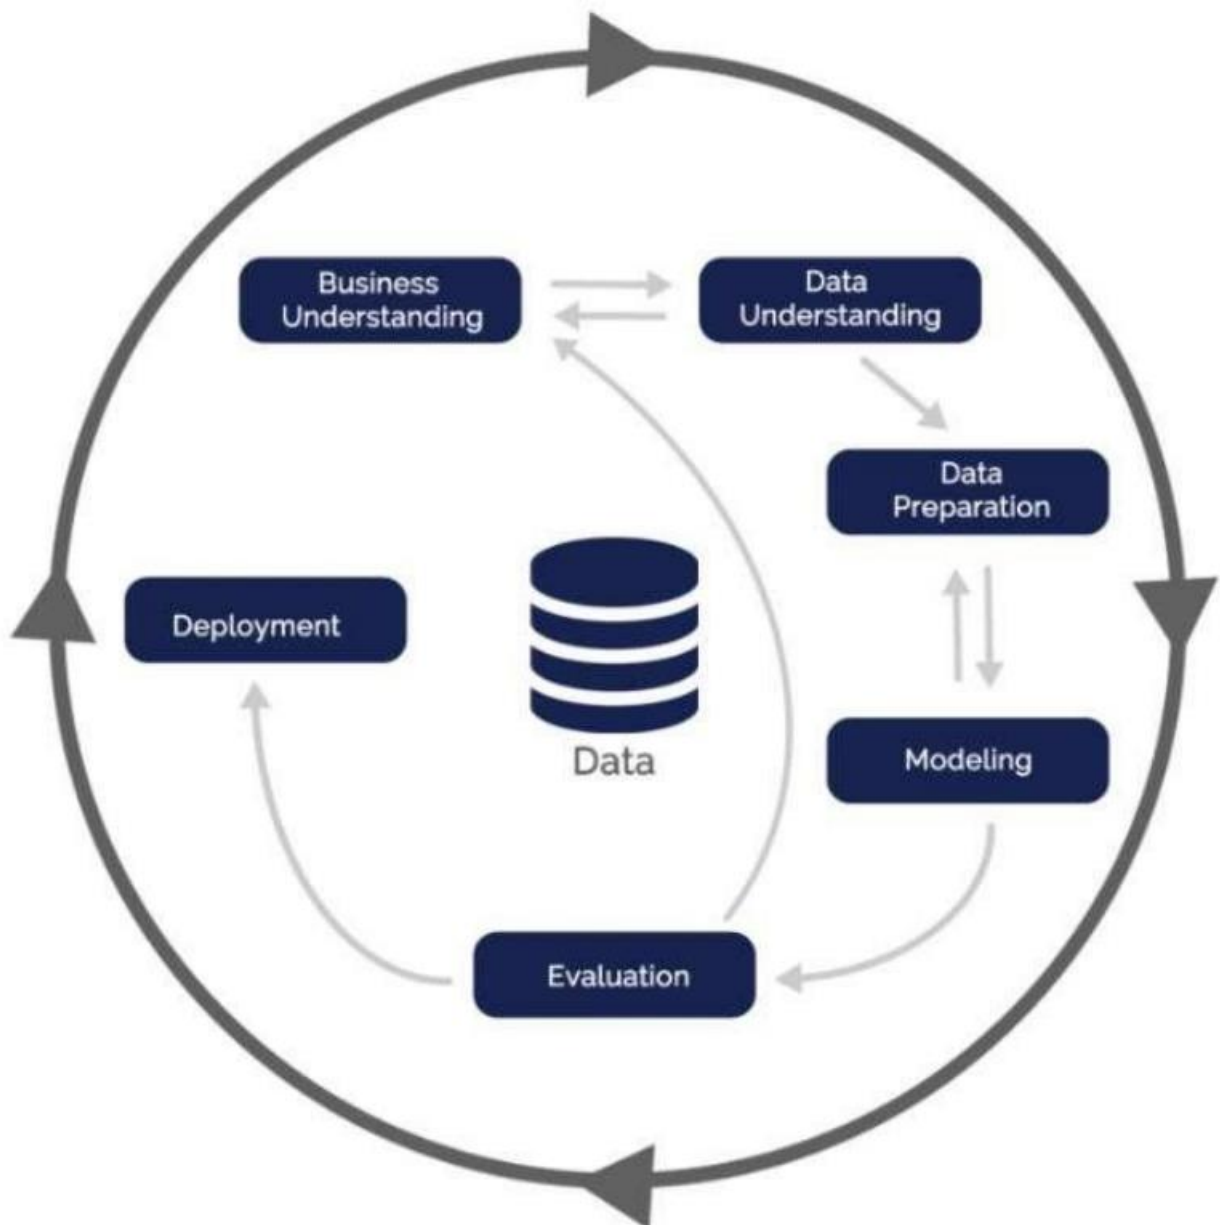 Business
Understanding
Data
Understanding
Data
Preparation
Deployment
Data
Modeling
Evaluation